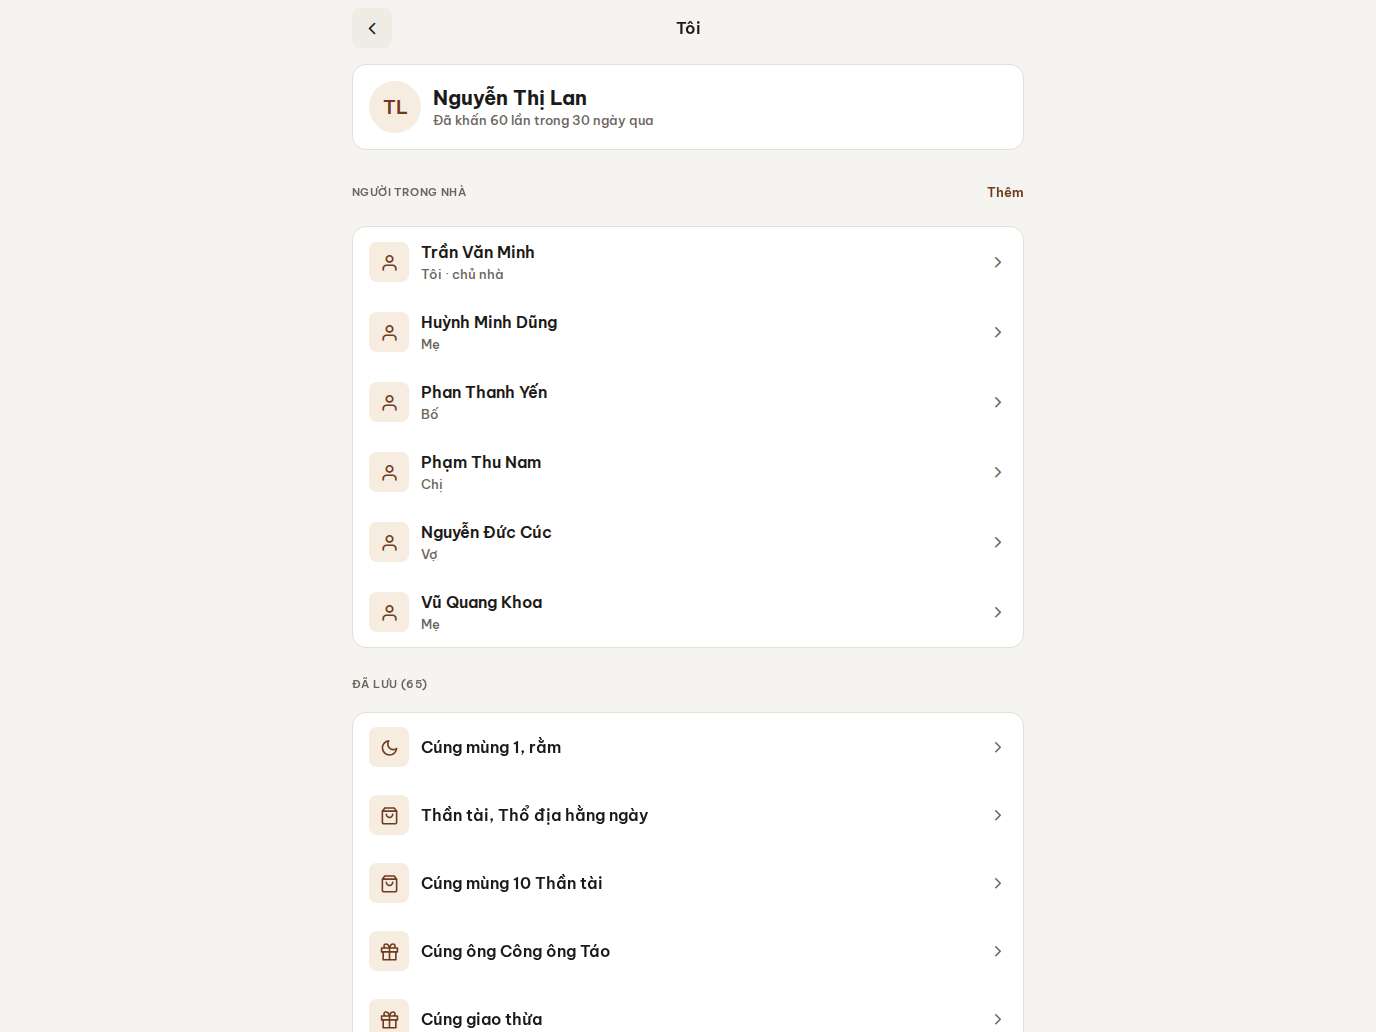 Tôi
TL
Nguyễn Thị Lan
Đã khấn 60 lần trong 30 ngày qua
NGƯỜI TRONG NHÀ
Thêm
Trần Văn Minh
Tôi · chủ nhà
Huỳnh Minh Dũng
Mẹ
Phan Thanh Yến
Bố
Phạm Thu Nam
Chị
Nguyễn Đức Cúc
Vợ
Vũ Quang Khoa
Mẹ
ĐÃ LƯU (65)
Cúng mùng 1, rằm
Thần tài, Thổ địa hằng ngày
Cúng mùng 10 Thần tài
Cúng ông Công ông Táo
Cúng giao thừa